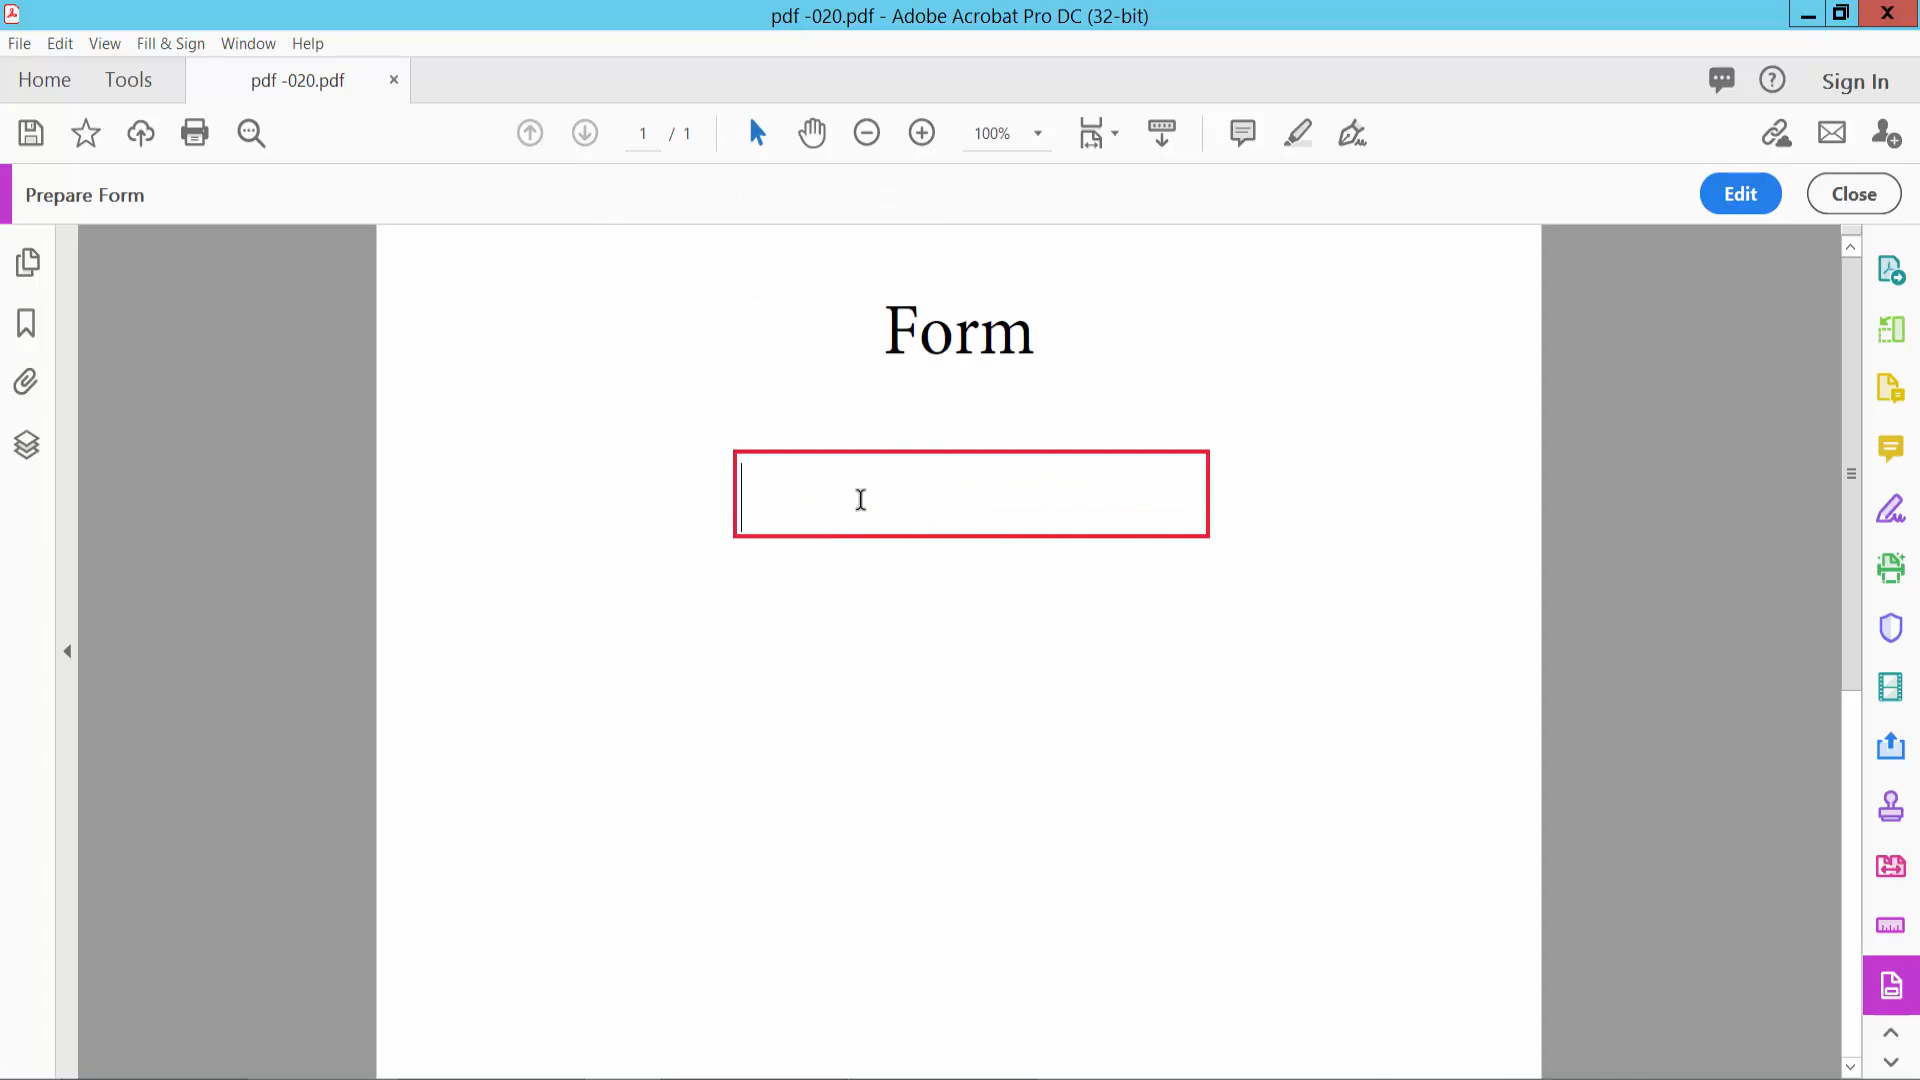 pdf -020.pdf - Adobe Acrobat Pro DC (32-bit)
File Edit View Fill & Sign Window Help
Home Tools pdf -020.pdf × Sign In
1 / 1 100%
Prepare Form Edit Close
Form